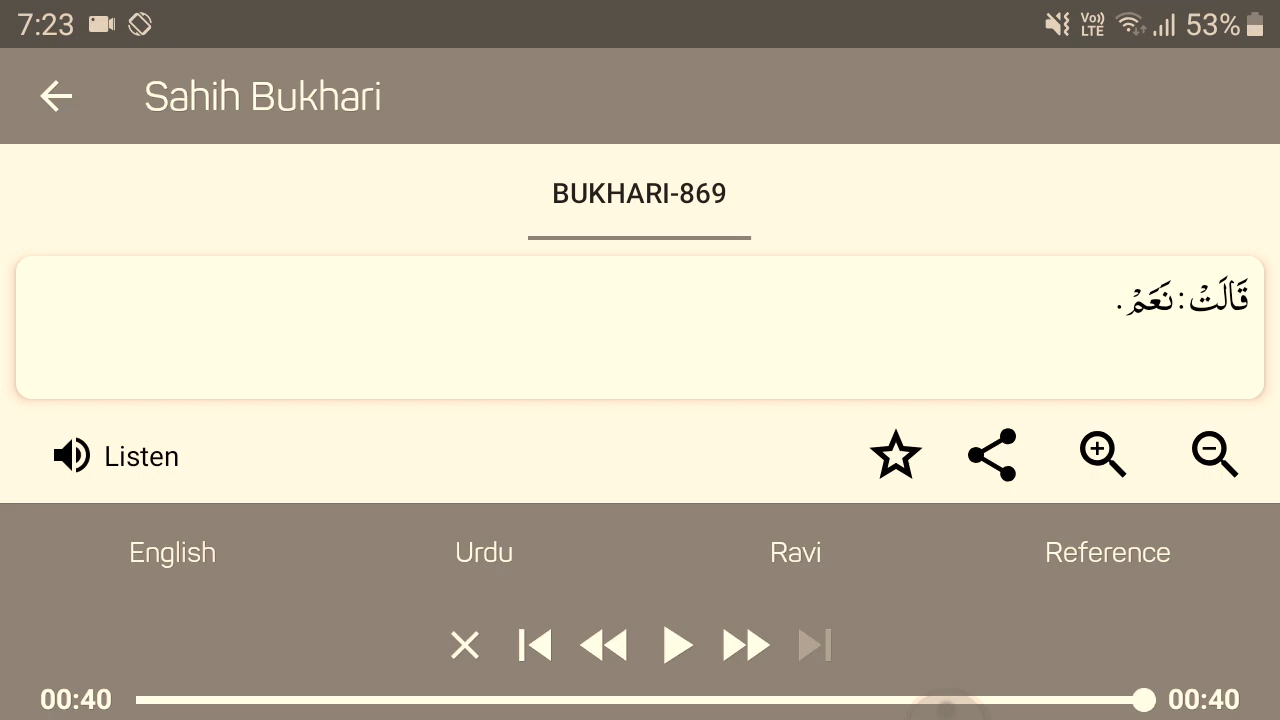 7:23
Vo)) LTE 53%
Sahih Bukhari
BUKHARI-869
قَالَتْ : نَعَمْ .
Listen
English Urdu Ravi Reference
00:40 00:40